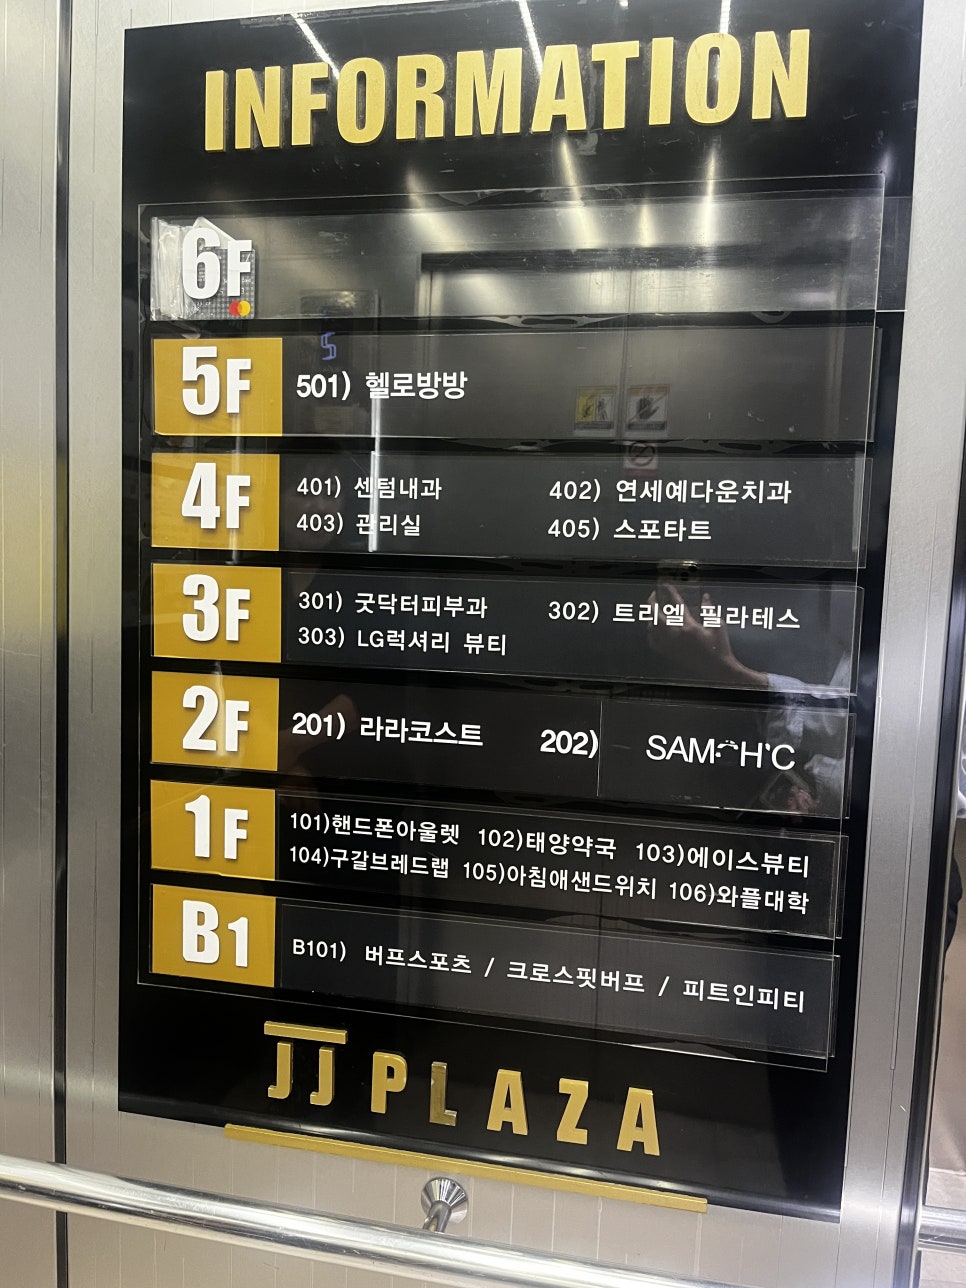 INFORMATION
6F
5F 501) 헬로방방
4F 401) 센텀내과 402) 연세예다운치과
403) 관리실 405) 스포타트
3F 301) 굿닥터피부과 302) 트리엘 필라테스
303) LG럭셔리 뷰티
2F 201) 라라코스트 202)
1F 101)핸드폰아울렛 102)태양약국 103)에이스뷰티
104)구갈브레드랩 105)아침애샌드위치 106)와플대학
B1 B101) 버프스포츠 / 크로스핏버프 / 피트인피티
JJ PLAZA